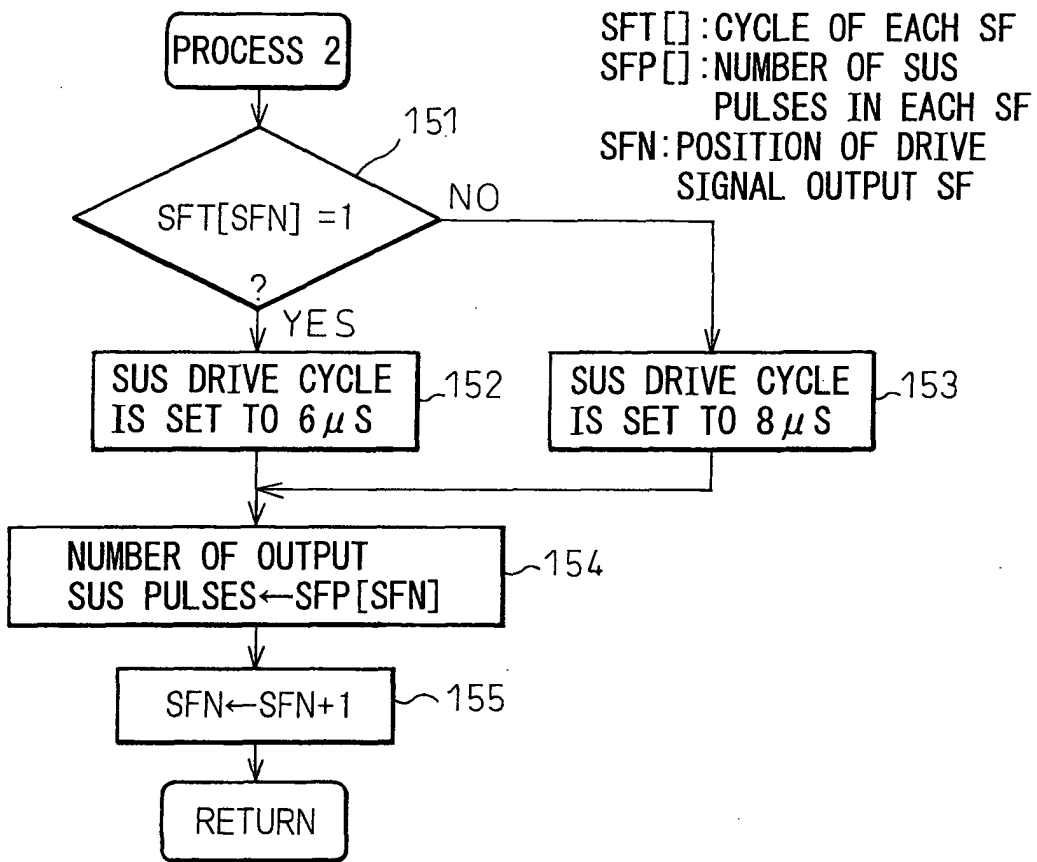 PROCESS 2
SFT[]:CYCLE OF EACH SF
SFP[]:NUMBER OF SUS
PULSES IN EACH SF
SFN:POSITION OF DRIVE
SIGNAL OUTPUT SF
151
SFT[SFN] =1
?
NO
YES
SUS DRIVE CYCLE
IS SET TO 6μS
152
SUS DRIVE CYCLE
IS SET TO 8μS
153
NUMBER OF OUTPUT
SUS PULSES←SFP[SFN]
154
SFN←SFN+1
155
RETURN